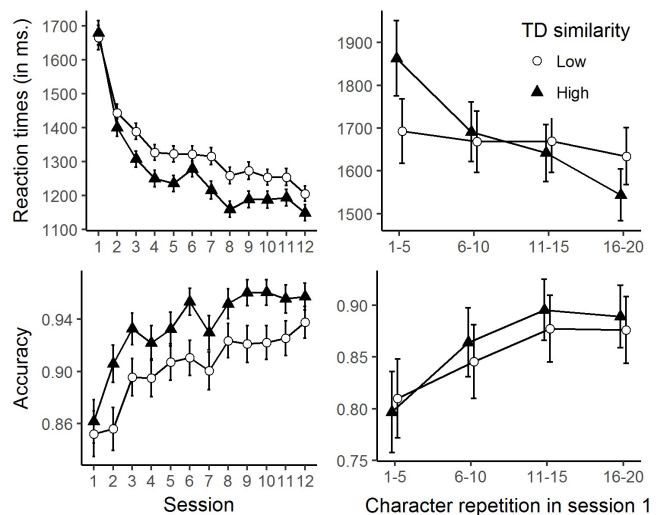 Reaction times (in ms.)
1700
1600
1500
1400
1300
1200
1100
1 2 3 4 5 6 7 8 9 10 11 12
TD similarity
Low
High
1900
1800
1700
1600
1500
1-5 6-10 11-15 16-20
Accuracy
0.94
0.90
0.86
1 2 3 4 5 6 7 8 9 10 11 12
Session
0.90
0.85
0.80
0.75
1-5 6-10 11-15 16-20
Character repetition in session 1